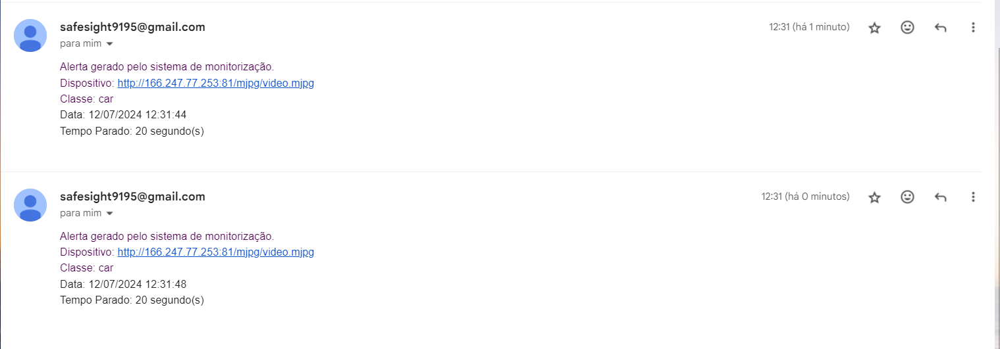 safesight9195@gmail.com 12:31 (há 1 minuto)
para mim
Alerta gerado pelo sistema de monitorização.
Dispositivo: http://166.247.77.253:81/mjpg/video.mjpg
Classe: car
Data: 12/07/2024 12:31:44
Tempo Parado: 20 segundo(s)
safesight9195@gmail.com 12:31 (há 0 minutos)
para mim
Alerta gerado pelo sistema de monitorização.
Dispositivo: http://166.247.77.253:81/mjpg/video.mjpg
Classe: car
Data: 12/07/2024 12:31:48
Tempo Parado: 20 segundo(s)